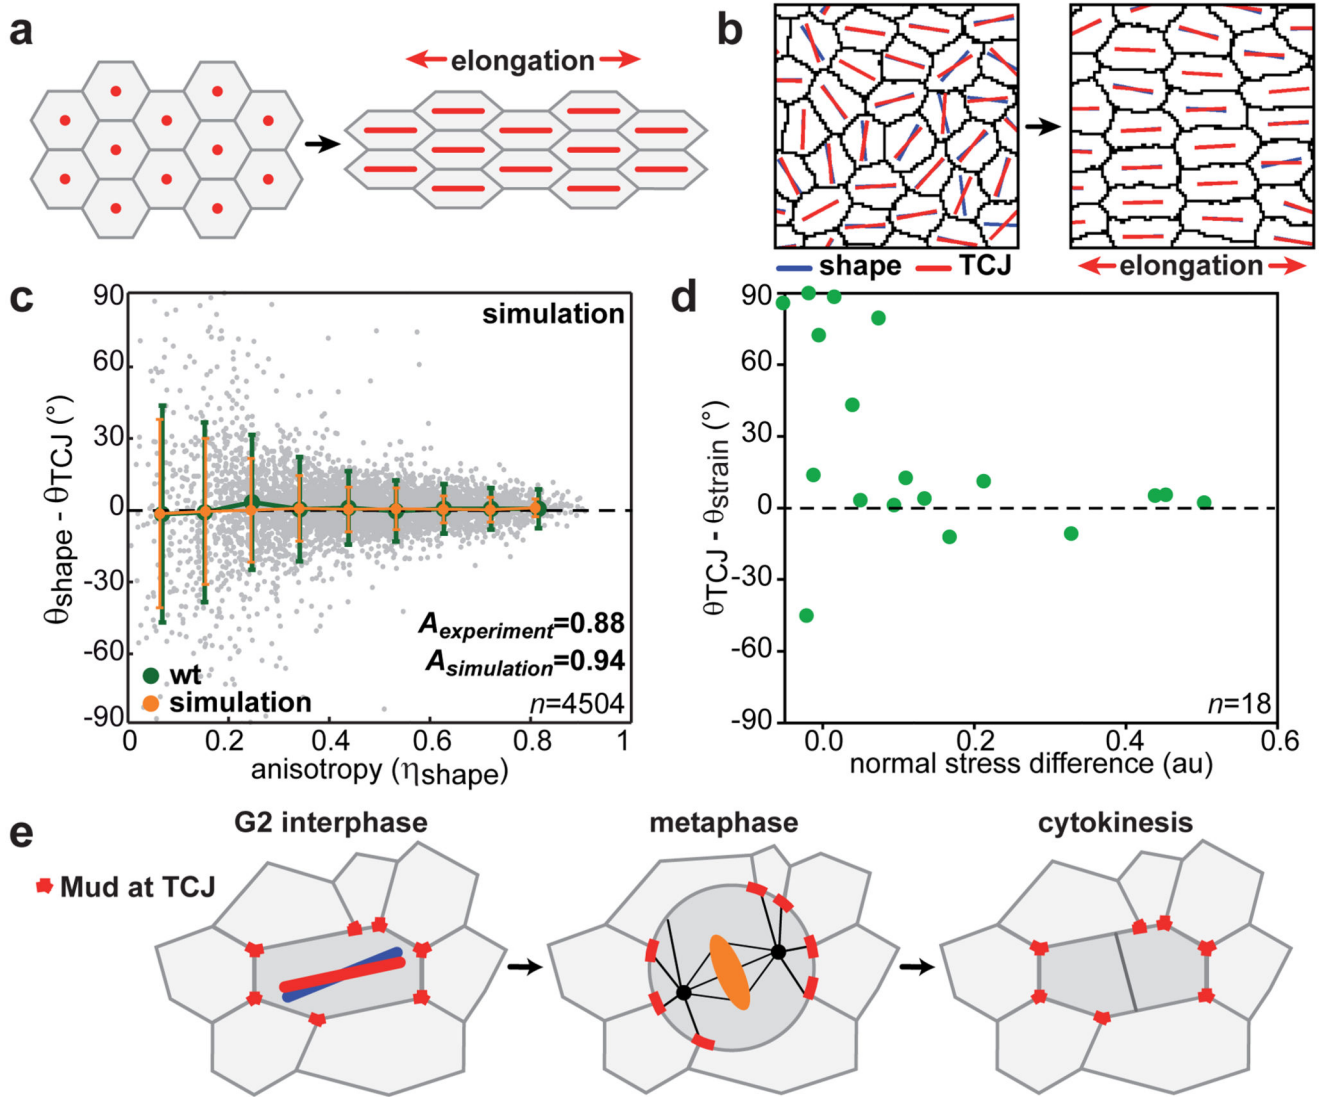 a
elongation
b
shape
TCJ
elongation
c
simulation
θshape - θTCJ (°)
90
60
30
0
-30
-60
-90
Aexperiment=0.88
Asimulation=0.94
wt
simulation
n=4504
0
0.2
0.4
0.6
0.8
1
anisotropy (ηshape)
d
θTCJ - θstrain (°)
90
60
30
0
-30
-60
-90
n=18
0.0
0.2
0.4
0.6
normal stress difference (au)
e
G2 interphase
metaphase
cytokinesis
Mud at TCJ